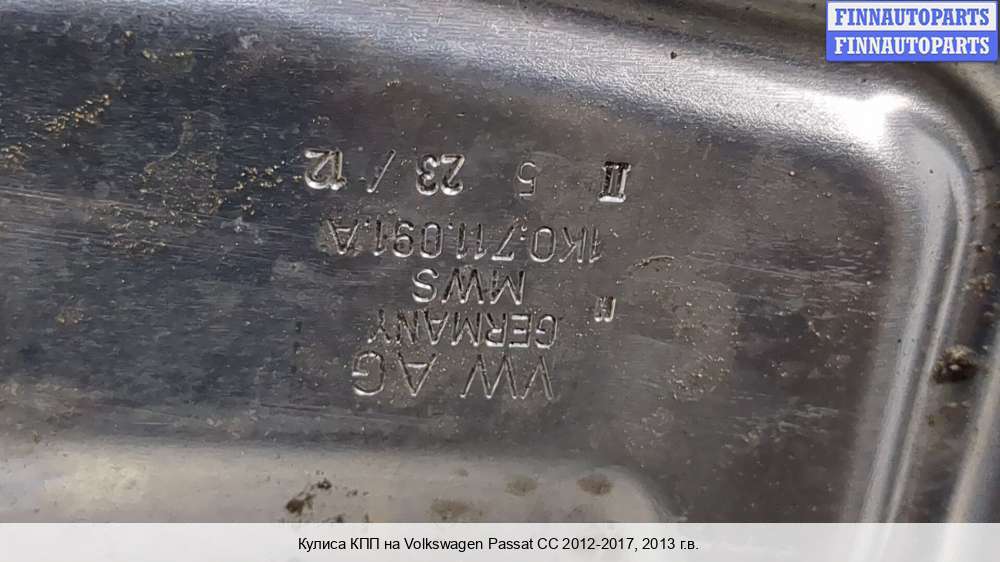 FINNAUTOPARTS
FINNAUTOPARTS
VW AG
GERMANY
MWS
1K0.711.091.A
II 5 23 / 12
Кулиса КПП на Volkswagen Passat CC 2012-2017, 2013 г.в.